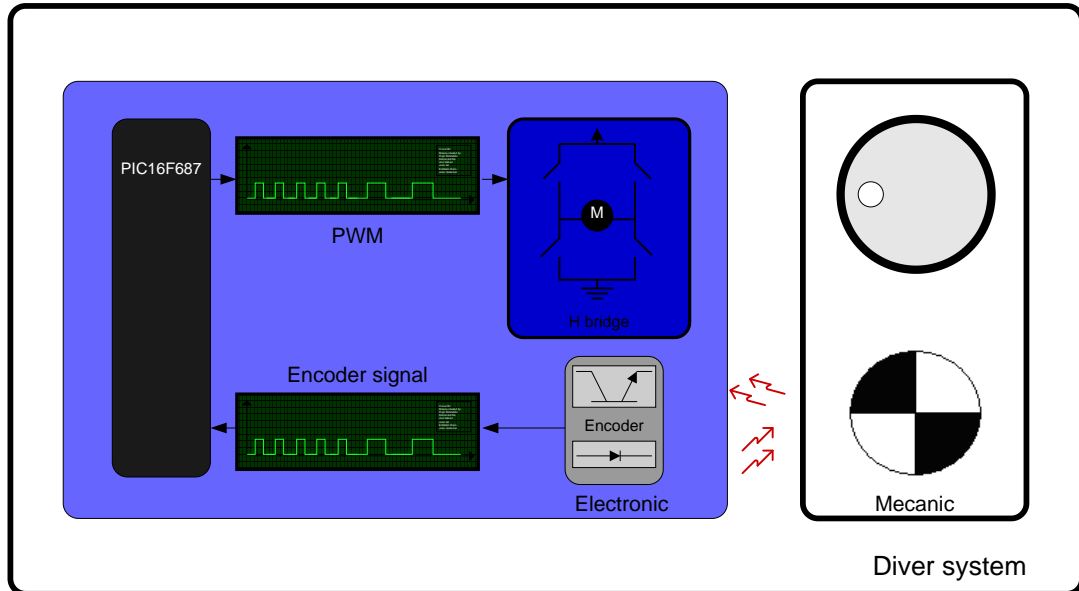 PIC16F687
PWM
M
H bridge
Encoder signal
Encoder
Electronic
Mecanic
Diver system